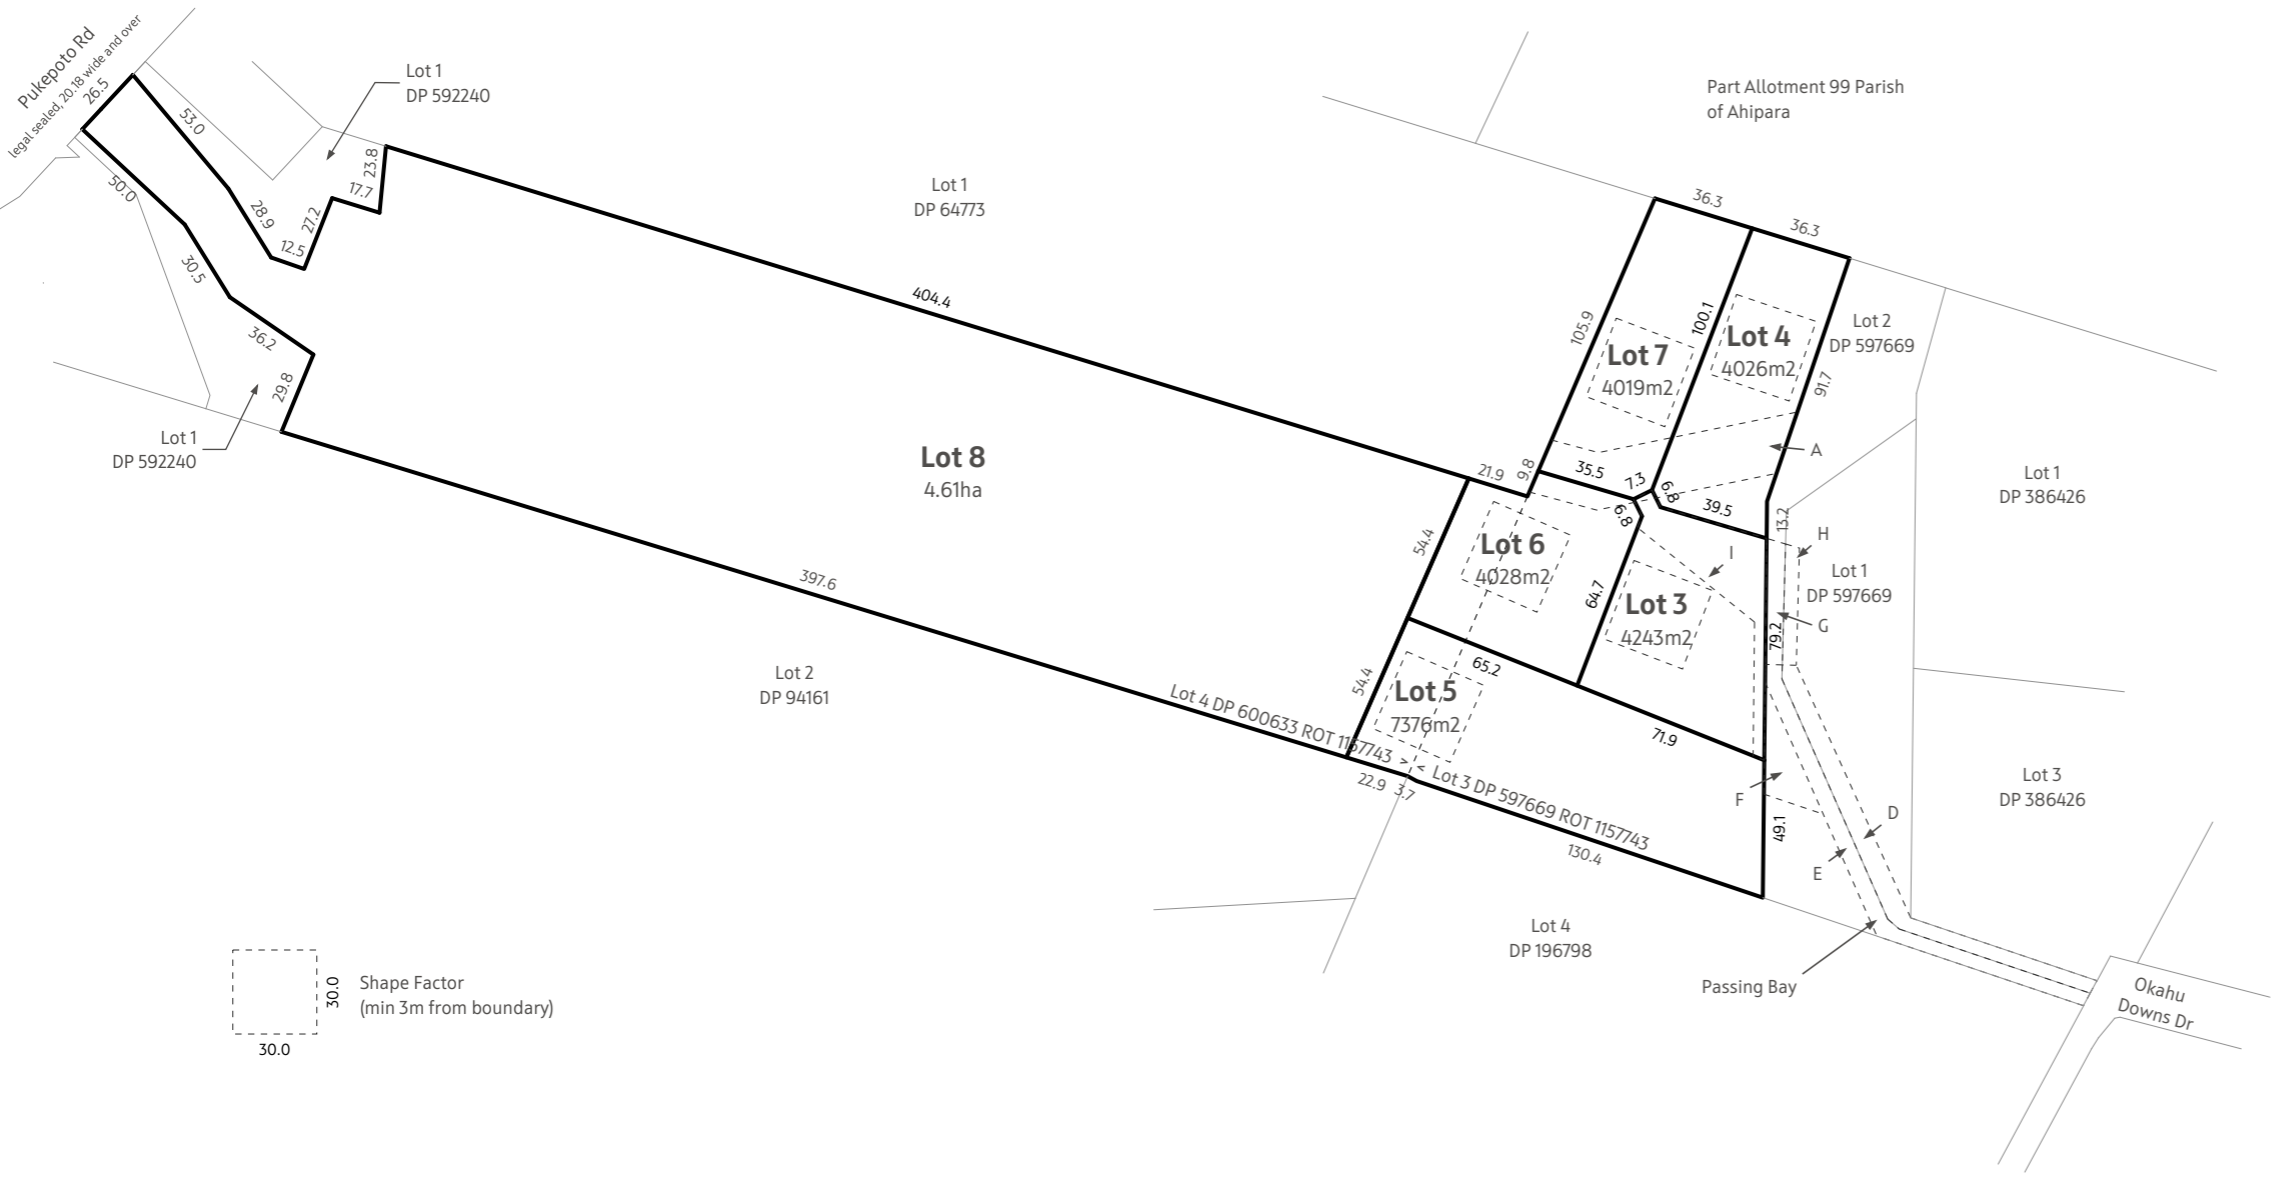 Pukepoto Rd
legal sealed, 20.18 wide and over
26.5
53.0
50.0
28.9
12.5
27.2
17.7
23.8
30.5
36.2
29.8
Lot 1
DP 592240
Lot 1
DP 592240
Lot 1
DP 64773
404.4
397.6
Lot 8
4.61ha
Lot 2
DP 94161
Part Allotment 99 Parish
of Ahipara
36.3
36.3
105.9
100.1
91.7
Lot 7
4019m2
Lot 4
4026m2
Lot 2
DP 597669
A
21.9
9.8
35.5
7.3
6.8
6.8
39.5
13.2
54.4
Lot 6
4028m2
64.7
Lot 3
4243m2
I
H
Lot 1
DP 597669
G
79.2
Lot 1
DP 386426
54.4
65.2
Lot 5
7376m2
71.9
Lot 4 DP 600633 ROT 1157743 >
< Lot 3 DP 597669 ROT 1157743
22.9
3.7
130.4
49.1
F
D
E
Lot 3
DP 386426
Lot 4
DP 196798
Passing Bay
Okahu
Downs Dr
30.0
30.0
Shape Factor
(min 3m from boundary)